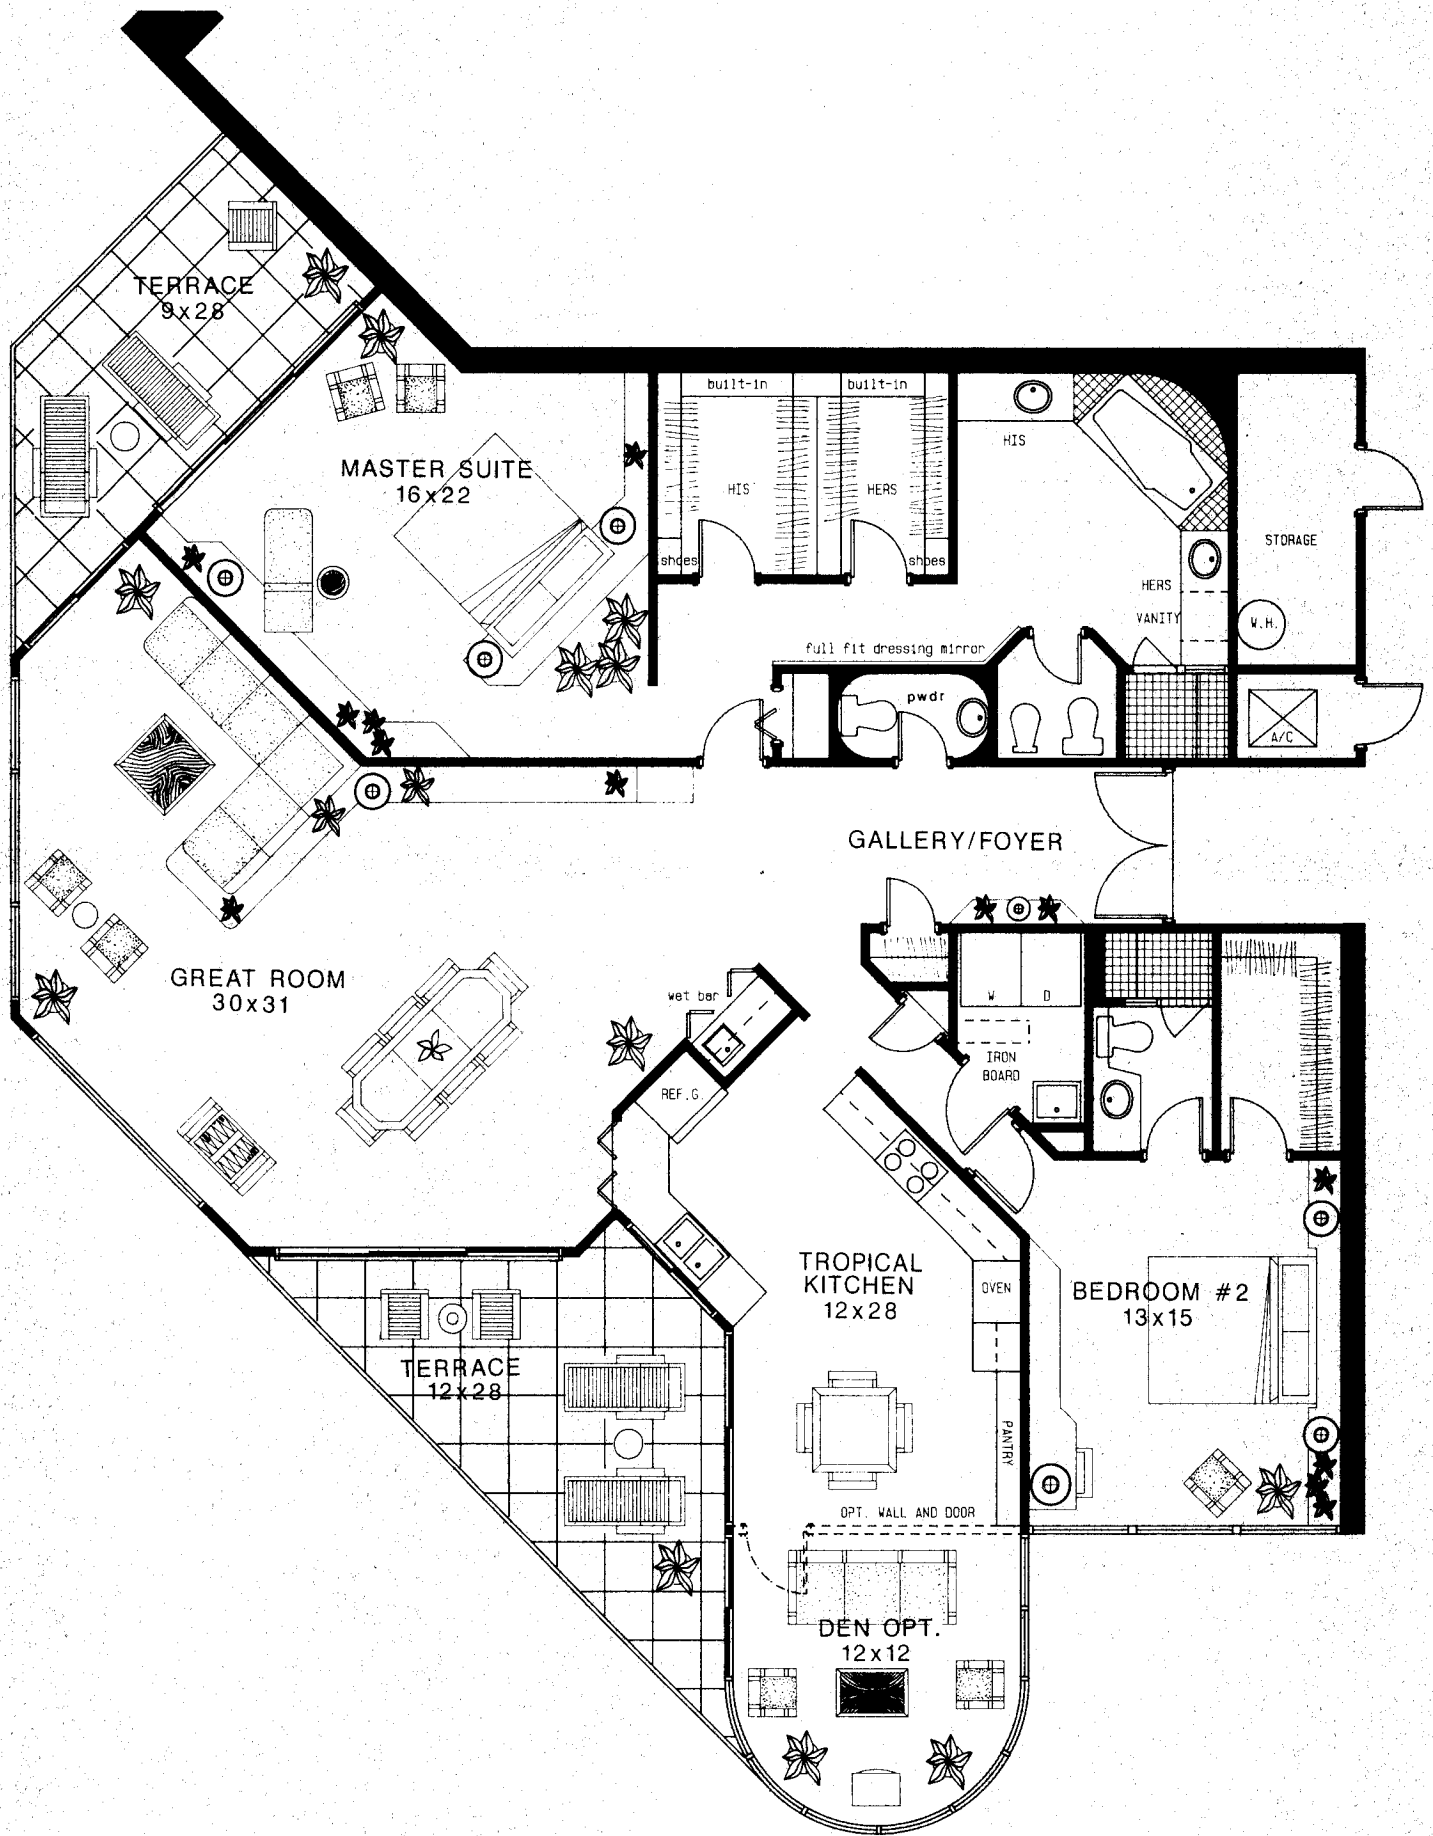 TERRACE
9x28
MASTER SUITE
16x22
built-in
built-in
HIS
HERS
shoes
shoes
HIS
HERS
VANITY
STORAGE
W.H.
A/C
full fit dressing mirror
pwdr
GALLERY/FOYER
GREAT ROOM
30x31
wet bar
REF.G.
W
D
IRON
BOARD
TROPICAL
KITCHEN
12x28
OVEN
PANTRY
BEDROOM #2
13x15
TERRACE
12x28
OPT. WALL AND DOOR
DEN OPT.
12x12